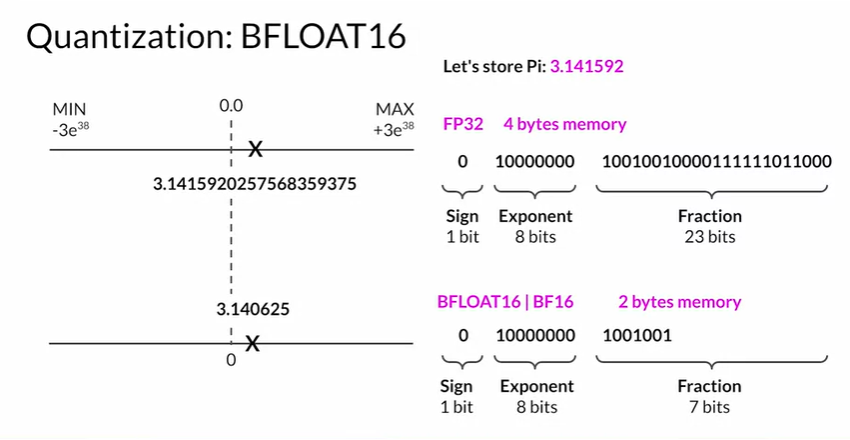 Quantization: BFLOAT16
Let's store Pi: 3.141592
MIN
-3e³⁸
0.0
MAX
+3e³⁸
3.1415920257568359375
3.140625
0
FP32 4 bytes memory
0 10000000 10010010000111111011000
Sign Exponent Fraction
1 bit 8 bits 23 bits
BFLOAT16 | BF16 2 bytes memory
0 10000000 1001001
Sign Exponent Fraction
1 bit 8 bits 7 bits